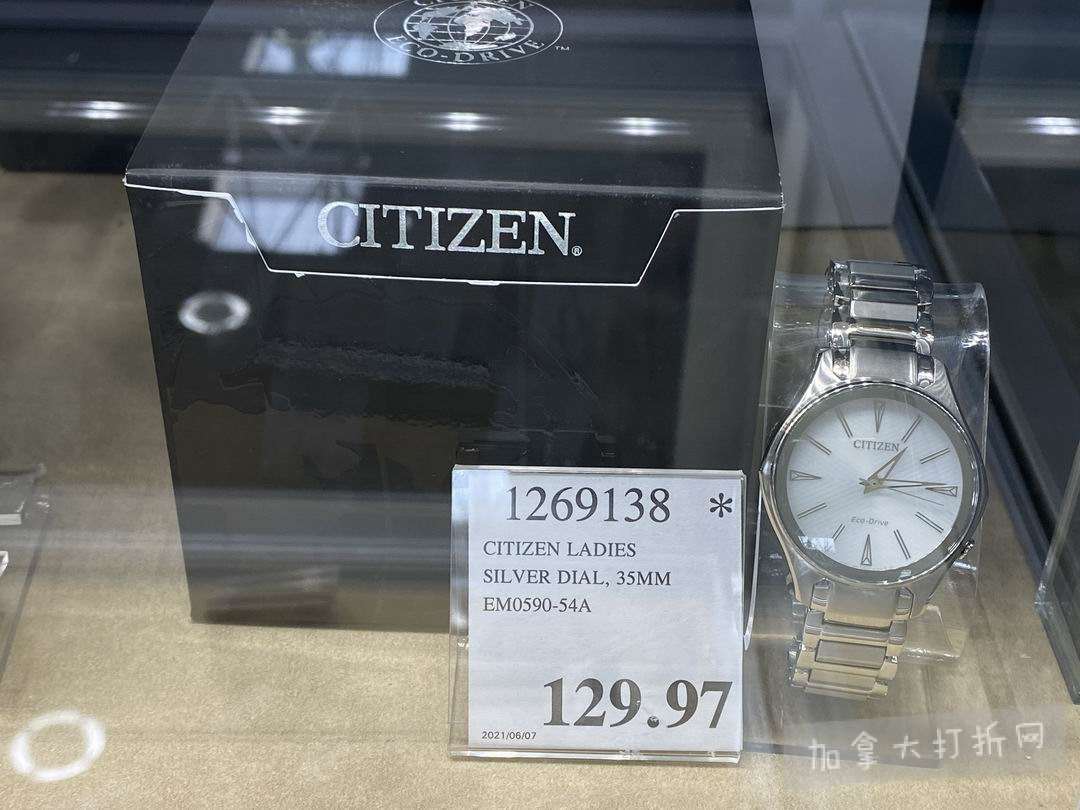 CITIZEN
ECO-DRIVE™
CITIZEN®
1269138 *
CITIZEN LADIES
SILVER DIAL, 35MM
EM0590-54A
129.97
2021/06/07
CITIZEN
Eco-Drive
加拿大打折网